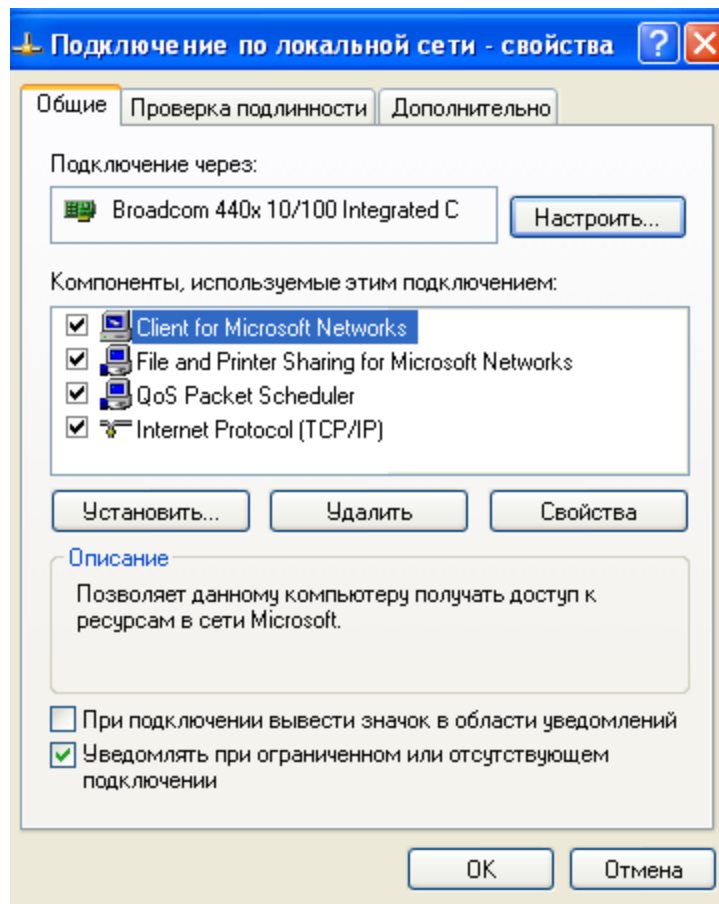 Подключение по локальной сети - свойства
Общие
Проверка подлинности
Дополнительно
Подключение через:
Broadcom 440x 10/100 Integrated C
Настроить...
Компоненты, используемые этим подключением:
Client for Microsoft Networks
File and Printer Sharing for Microsoft Networks
QoS Packet Scheduler
Internet Protocol (TCP/IP)
Установить...
Удалить
Свойства
Описание
Позволяет данному компьютеру получать доступ к
ресурсам в сети Microsoft.
При подключении вывести значок в области уведомлений
Уведомлять при ограниченном или отсутствующем
подключении
OK
Отмена